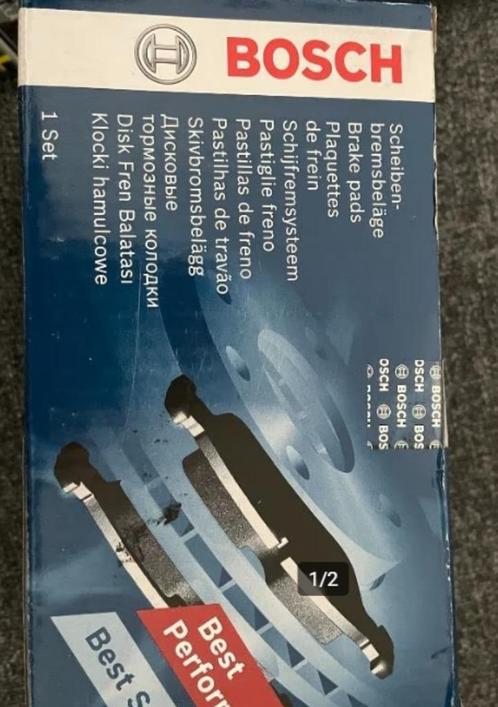 BOSCH
Scheiben-
bremsbeläge
Brake pads
Plaquettes
de frein
Schijfremsysteem
Pastiglie freno
Pastillas de freno
Pastilhas de travão
Skivbromsbelägg
Дисковые
тормозные колодки
Disk Fren Balatası
Klocki hamulcowe
1 Set
BOSCH
BOSCH
1/2
Best
Best